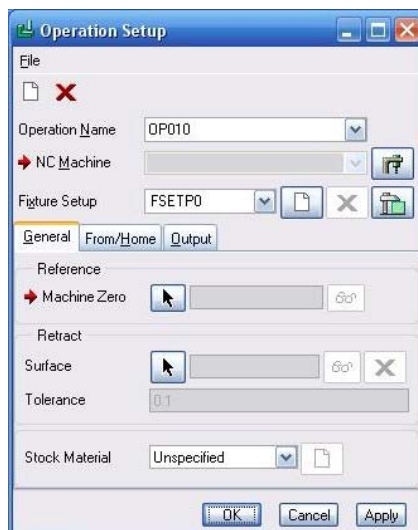 Operation Setup
File
Operation Name OP010
NC Machine
Fixture Setup FSETP0
General From/Home Output
Reference
Machine Zero
Retract
Surface
Tolerance 0.1
Stock Material Unspecified
OK Cancel Apply